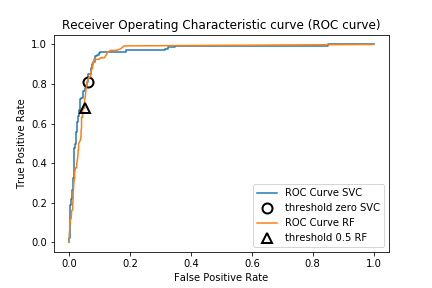 Receiver Operating Characteristic curve (ROC curve)
1.0
0.8
0.6
0.4
0.2
0.0
True Positive Rate
ROC Curve SVC
threshold zero SVC
ROC Curve RF
threshold 0.5 RF
0.0 0.2 0.4 0.6 0.8 1.0
False Positive Rate